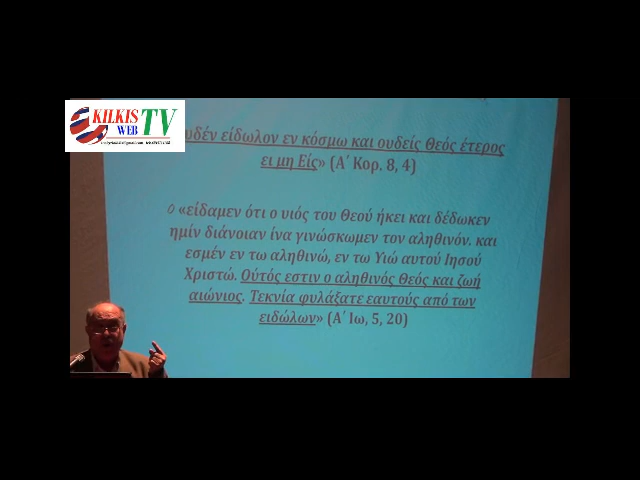 KILKIS TV
WEB
υδέν είδωλον εν κόσμω και ουδείς Θεός έτερος
ει μη Είς» (Α΄ Κορ. 8, 4)
«είδαμεν ότι ο υιός του Θεού ήκει και δέδωκεν
ημίν διάνοιαν ίνα γινώσκωμεν τον αληθινόν. και
εσμέν εν τω αληθινώ, εν τω Υιώ αυτού Ιησού
Χριστώ. Ούτός εστιν ο αληθινός Θεός και ζωή
αιώνιος. Τεκνία φυλάξατε εαυτούς από των
ειδώλων» (Α΄ Ιω, 5, 20)